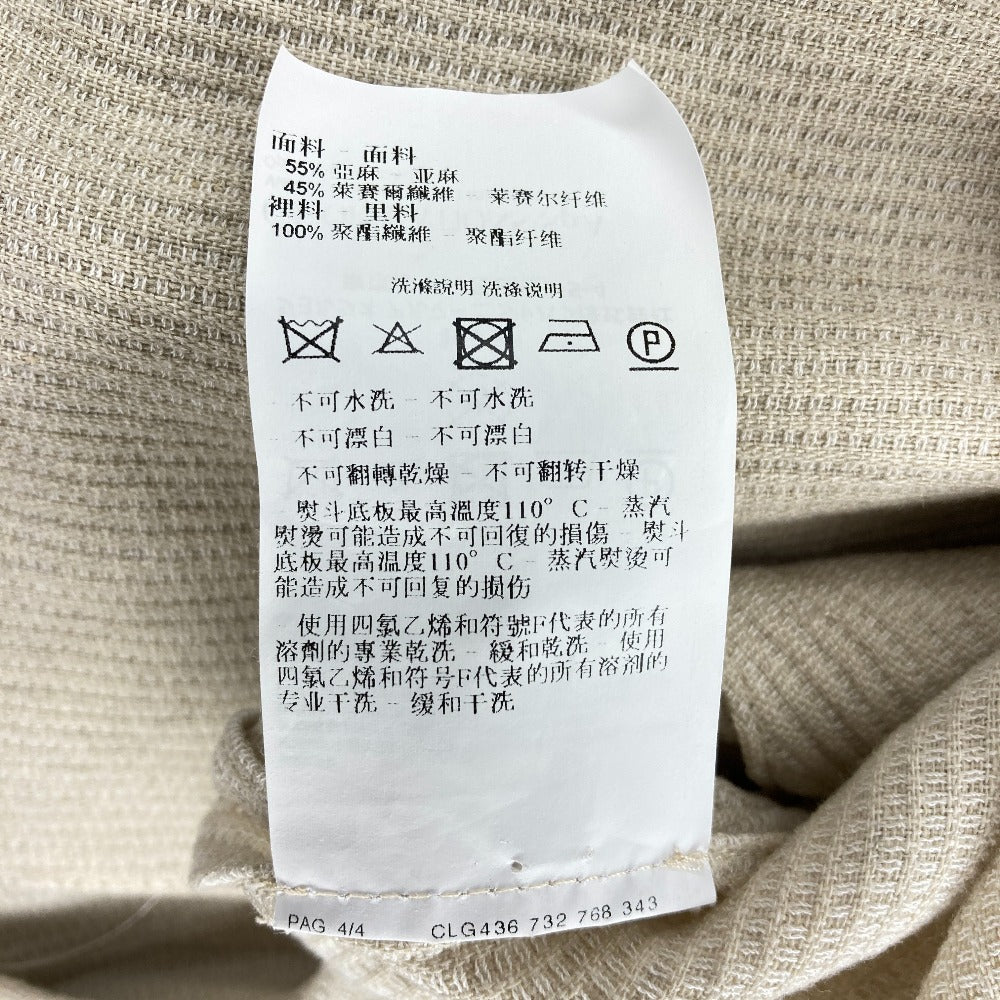 面料 - 面料
55% 亞麻 - 亚麻
45% 萊賽爾纖維 - 莱赛尔纤维
裡料 - 里料
100% 聚酯纖維 - 聚酯纤维
洗滌說明 洗涤说明
P
- 不可水洗 - 不可水洗
- 不可漂白 - 不可漂白
- 不可翻轉乾燥 - 不可翻转干燥
- 熨斗底板最高溫度110° C - 蒸汽
熨燙可能造成不可回復的損傷 - 熨斗
底板最高温度110° C - 蒸汽熨烫可
能造成不可回复的损伤
- 使用四氯乙烯和符號F代表的所有
溶劑的專業乾洗 - 緩和乾洗 - 使用
四氯乙烯和符号F代表的所有溶剂的
专业干洗 - 缓和干洗
PAG 4/4 CLG436 732 768 343